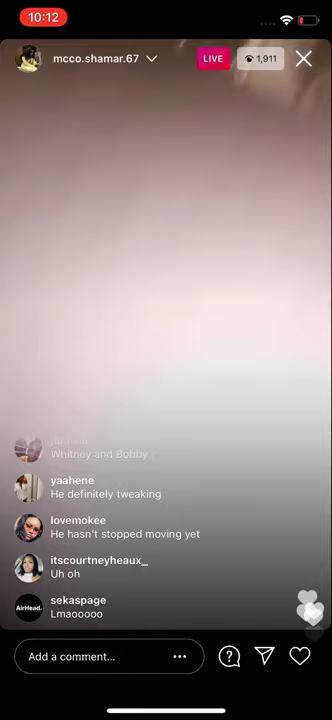 10:12
mcco.shamar.67
LIVE
1,911
Whitney and Bobby
yaahene
He definitely tweaking
lovemokee
He hasn't stopped moving yet
itscourtneyheaux_
Uh oh
AirHead.
sekaspage
Lmaooooo
Add a comment...